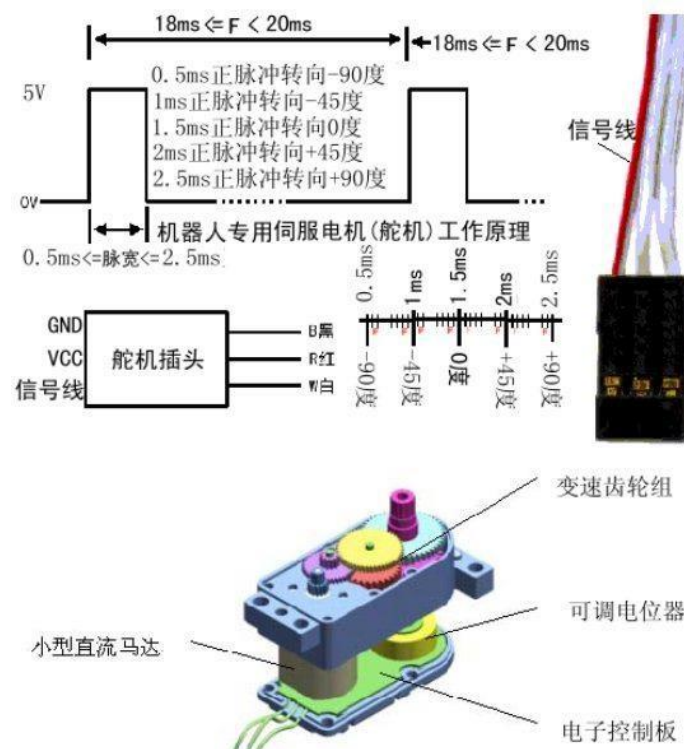 18ms<= F < 20ms
18ms<= F < 20ms
5V
0.5ms正脉冲转向-90度
1ms正脉冲转向-45度
1.5ms正脉冲转向0度
2ms正脉冲转向+45度
2.5ms正脉冲转向+90度
信号线
0V
机器人专用伺服电机(舵机)工作原理
0.5ms<=脉宽<=2.5ms
0.5ms
1ms
1.5ms
2ms
2.5ms
-90度
-45度
0度
+45度
+90度
GND
VCC
信号线
舵机插头
B黑
R红
W白
变速齿轮组
可调电位器
小型直流马达
电子控制板